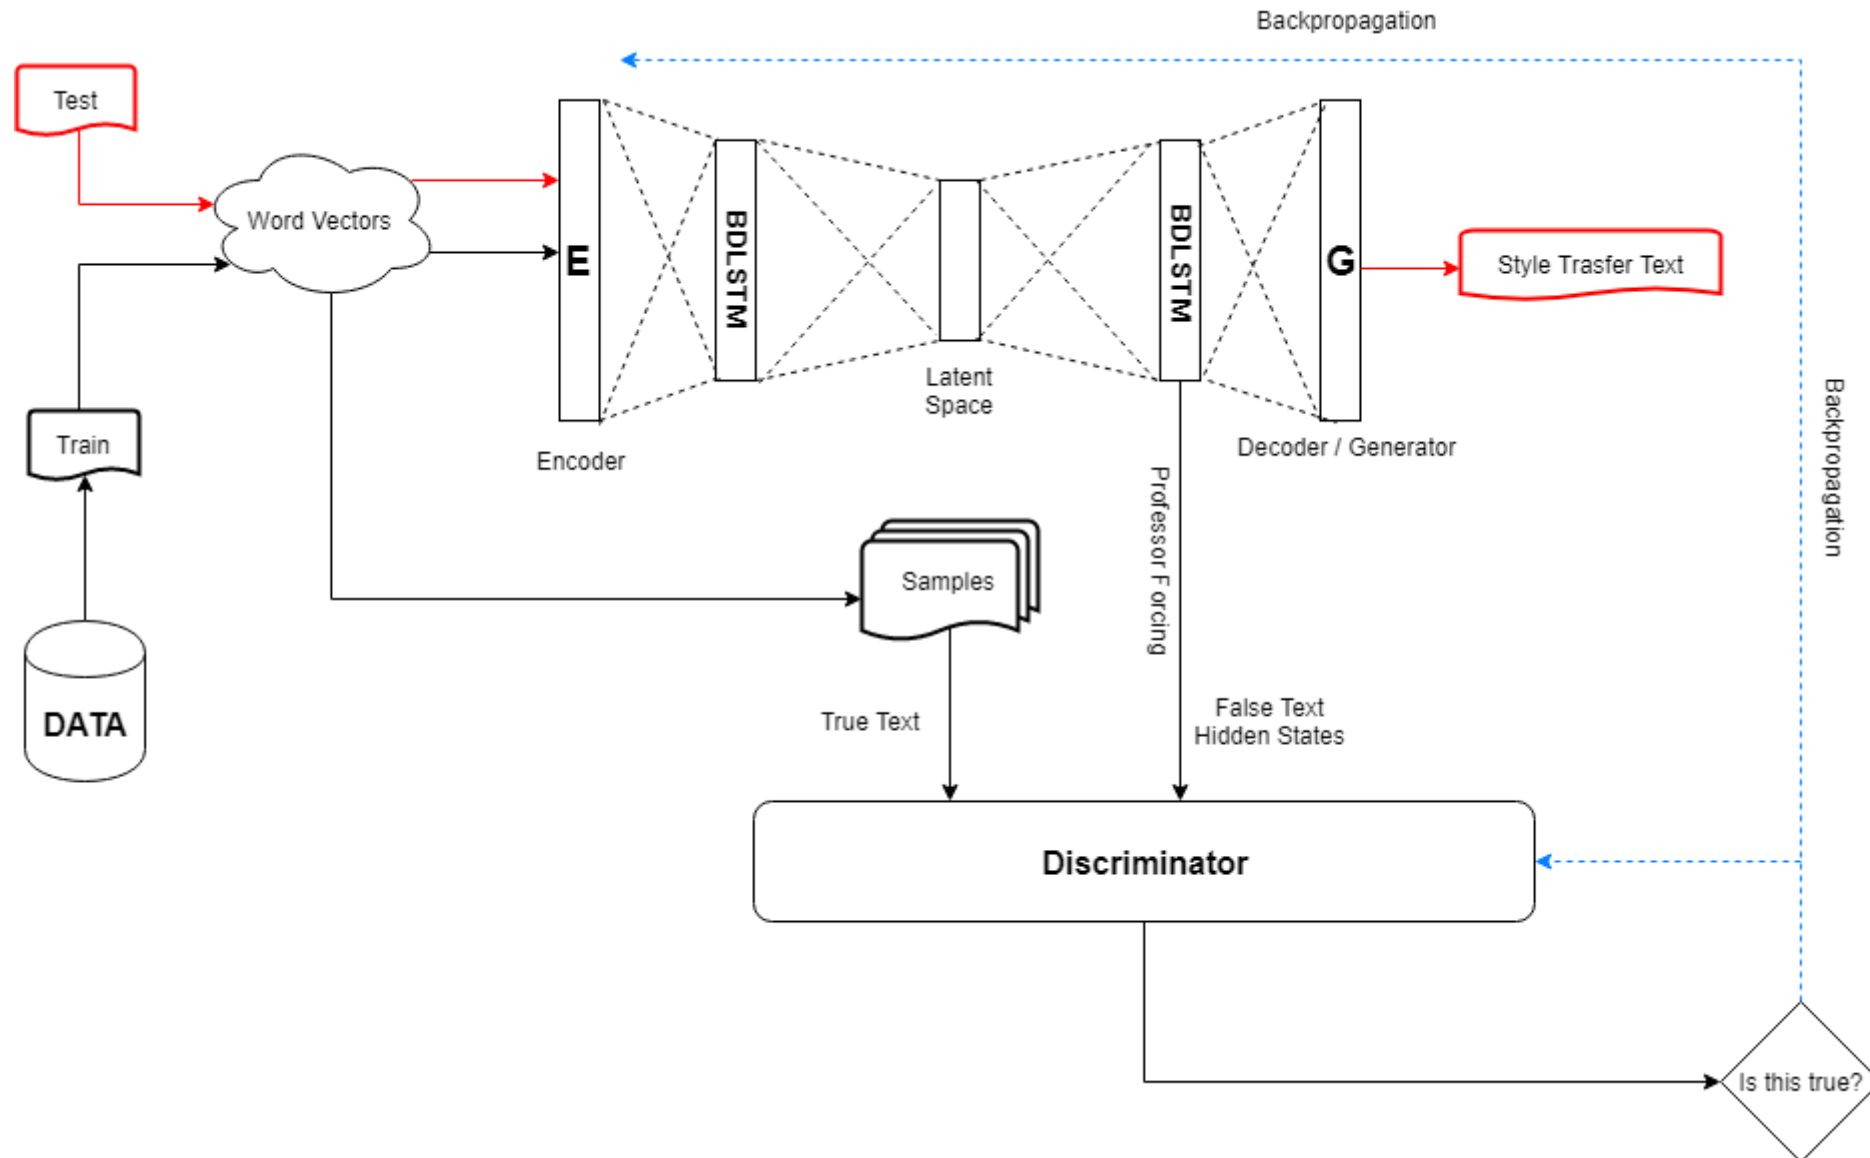 Backpropagation
Test
Word Vectors
E
BDLSTM
BDLSTM
G
Style Trasfer Text
Latent
Space
Encoder
Decoder / Generator
Train
Backpropagation
Professor Forcing
Samples
DATA
True Text
False Text
Hidden States
Discriminator
Is this true?